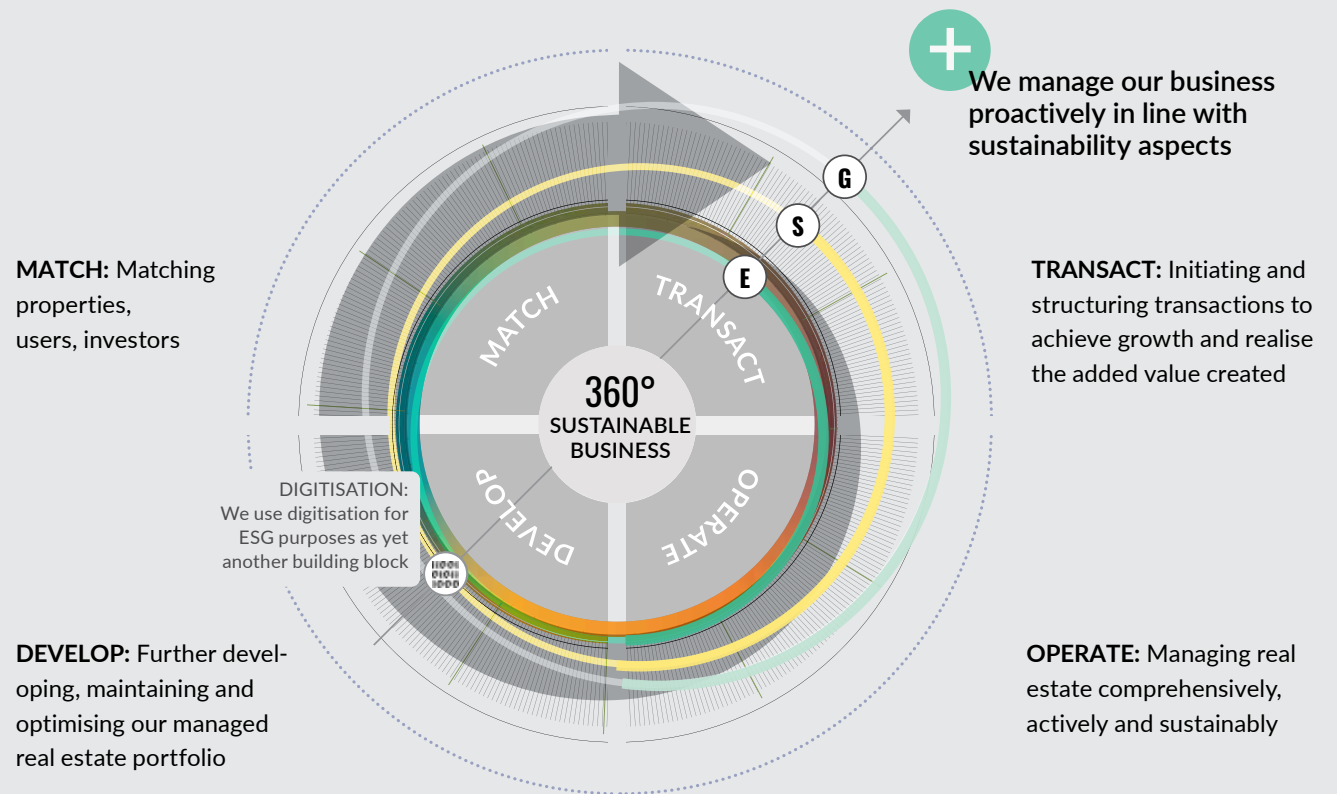 We manage our business
proactively in line with
sustainability aspects
G
S
E
MATCH: Matching
properties,
users, investors
TRANSACT: Initiating and
structuring transactions to
achieve growth and realise
the added value created
MATCH
TRANSACT
360°
SUSTAINABLE
BUSINESS
DEVELOP
OPERATE
DIGITISATION:
We use digitisation for
ESG purposes as yet
another building block
DEVELOP: Further devel-
oping, maintaining and
optimising our managed
real estate portfolio
OPERATE: Managing real
estate comprehensively,
actively and sustainably